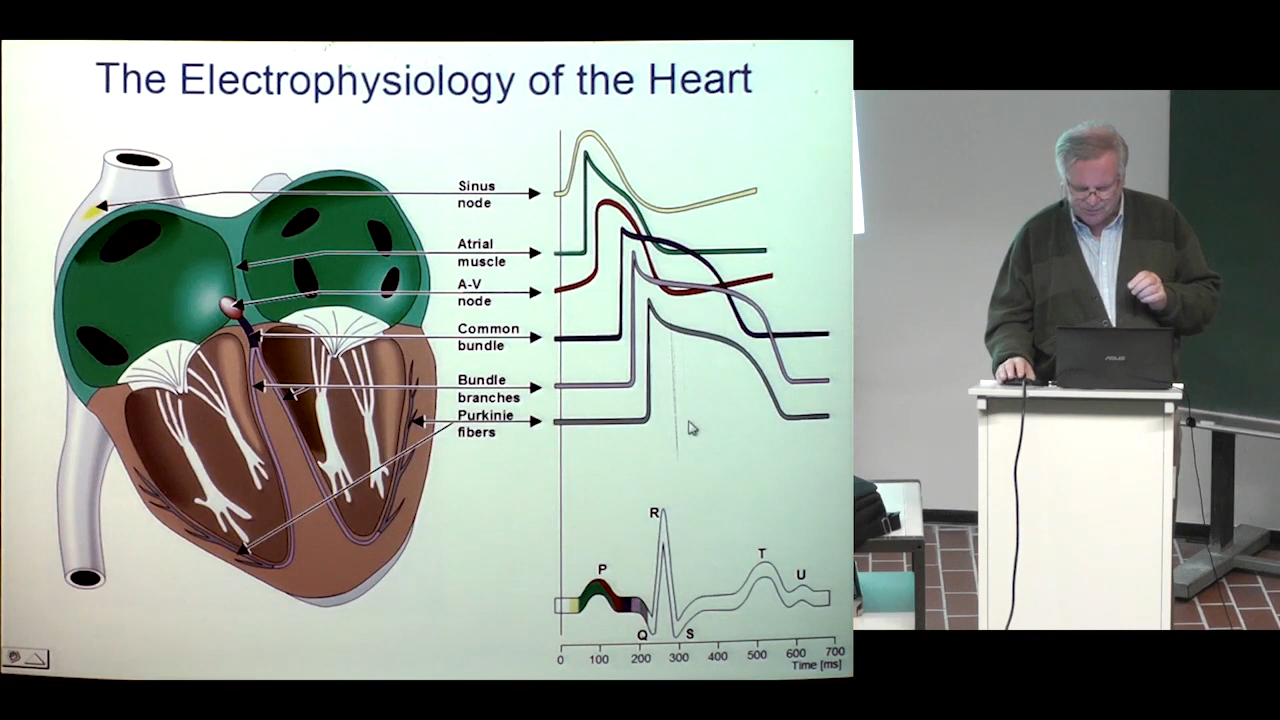 The Electrophysiology of the Heart
Sinus
node
Atrial
muscle
A-V
node
Common
bundle
Bundle
branches
Purkinie
fibers
R
P
T
U
Q
S
0 100 200 300 400 500 600 700
Time [ms]
ASUS